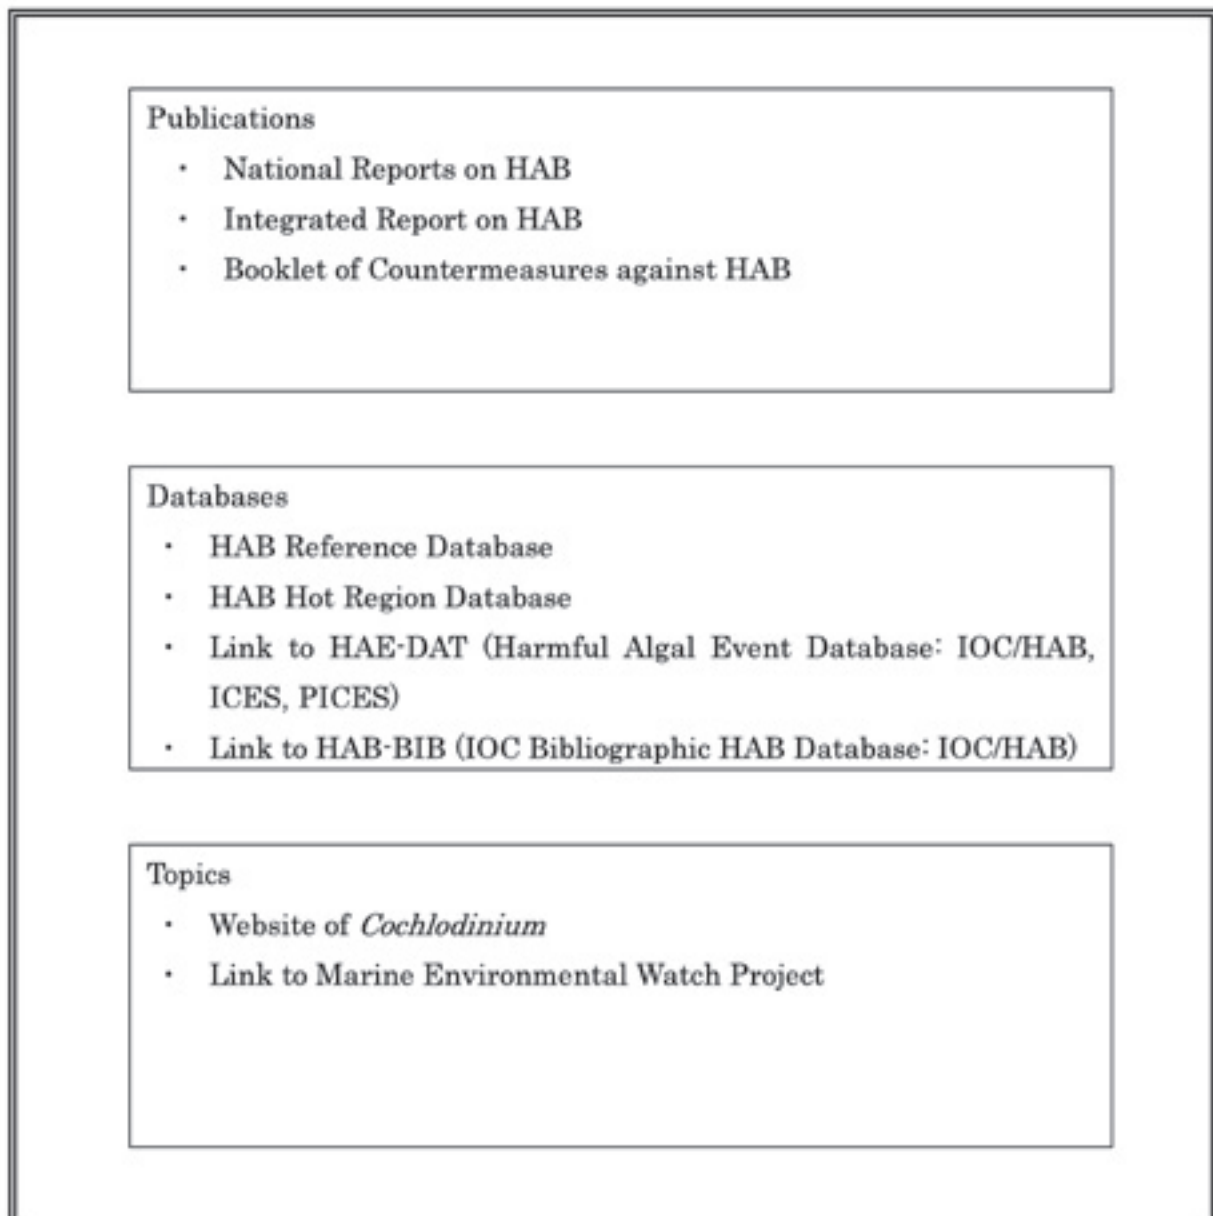 Publications
・ National Reports on HAB
・ Integrated Report on HAB
・ Booklet of Countermeasures against HAB
Databases
・ HAB Reference Database
・ HAB Hot Region Database
・ Link to HAE-DAT (Harmful Algal Event Database: IOC/HAB,
ICES, PICES)
・ Link to HAB-BIB (IOC Bibliographic HAB Database: IOC/HAB)
Topics
・ Website of Cochlodinium
・ Link to Marine Environmental Watch Project